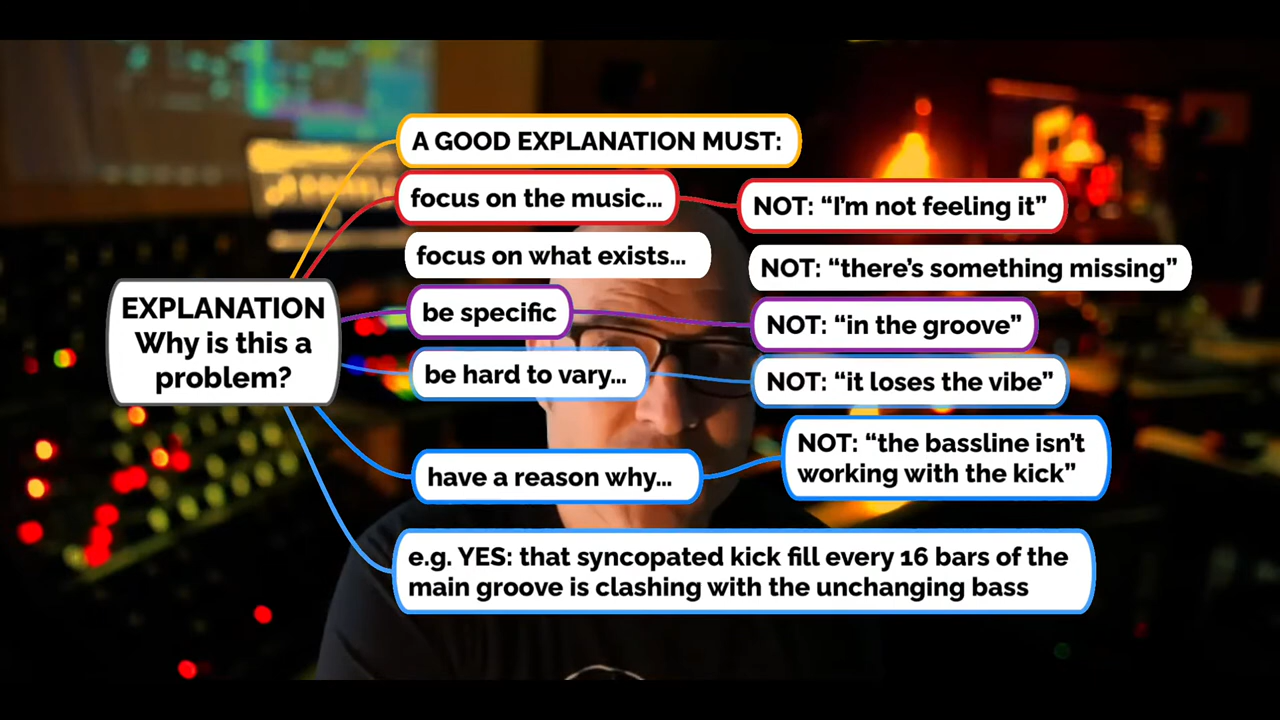 A GOOD EXPLANATION MUST:
focus on the music...
NOT: “I’m not feeling it”
focus on what exists...
NOT: “there’s something missing”
EXPLANATION
Why is this a
problem?
be specific
NOT: “in the groove”
be hard to vary...
NOT: “it loses the vibe”
have a reason why...
NOT: “the bassline isn’t
working with the kick”
e.g. YES: that syncopated kick fill every 16 bars of the
main groove is clashing with the unchanging bass